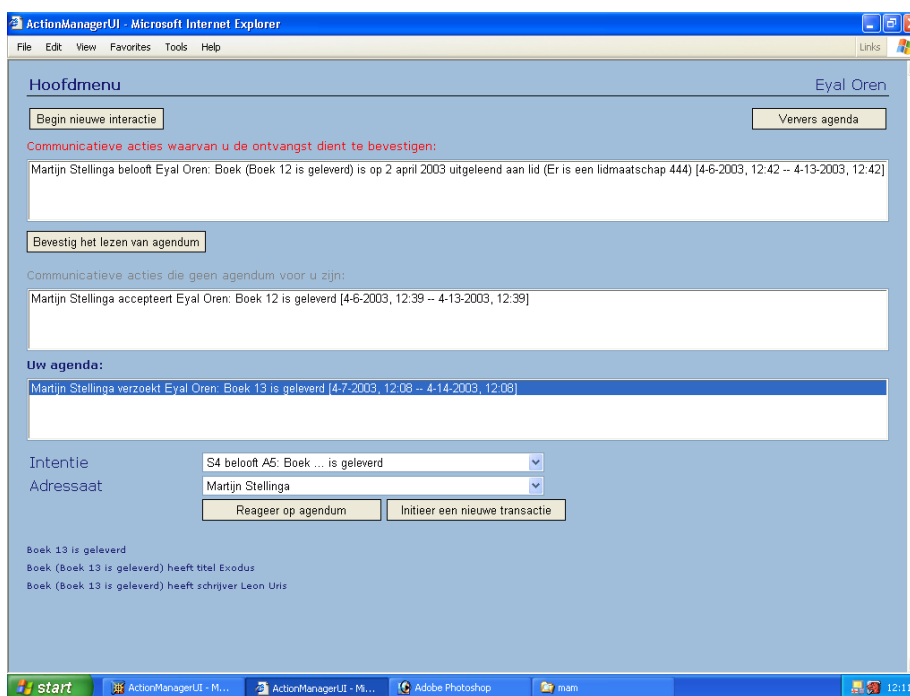 ActionManagerUI - Microsoft Internet Explorer
File Edit View Favorites Tools Help Links
Hoofdmenu Eyal Oren
Begin nieuwe interactie Ververs agenda
Communicatieve acties waarvan u de ontvangst dient te bevestigen:
Martijn Stellinga belooft Eyal Oren: Boek (Boek 12 is geleverd) is op 2 april 2003 uitgeleend aan lid (Er is een lidmaatschap 444) [4-6-2003, 12:42 -- 4-13-2003, 12:42]
Bevestig het lezen van agendum
Communicatieve acties die geen agendum voor u zijn:
Martijn Stellinga accepteert Eyal Oren: Boek 12 is geleverd [4-6-2003, 12:39 -- 4-13-2003, 12:39]
Uw agenda:
Martijn Stellinga verzoekt Eyal Oren: Boek 13 is geleverd [4-7-2003, 12:08 -- 4-14-2003, 12:08]
Intentie S4 belooft A5: Boek ... is geleverd
Adressaat Martijn Stellinga
Reageer op agendum Initieer een nieuwe transactie
Boek 13 is geleverd
Boek (Boek 13 is geleverd) heeft titel Exodus
Boek (Boek 13 is geleverd) heeft schrijver Leon Uris
start ActionManagerUI - M... ActionManagerUI - Mi... Adobe Photoshop mam